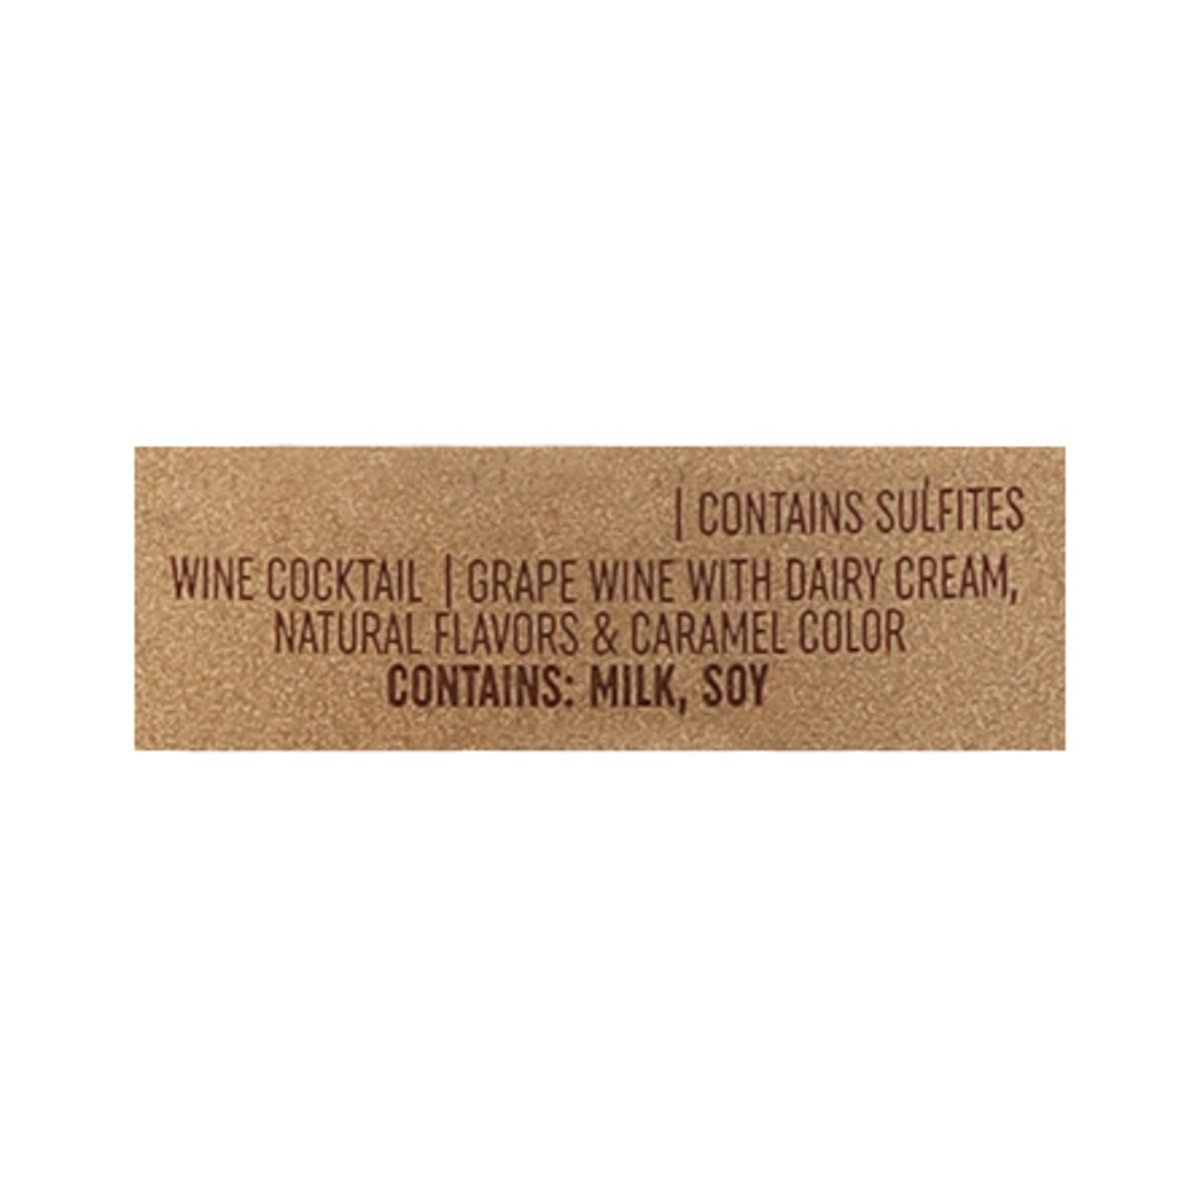 | CONTAINS SULFITES
WINE COCKTAIL | GRAPE WINE WITH DAIRY CREAM,
NATURAL FLAVORS & CARAMEL COLOR
CONTAINS: MILK, SOY